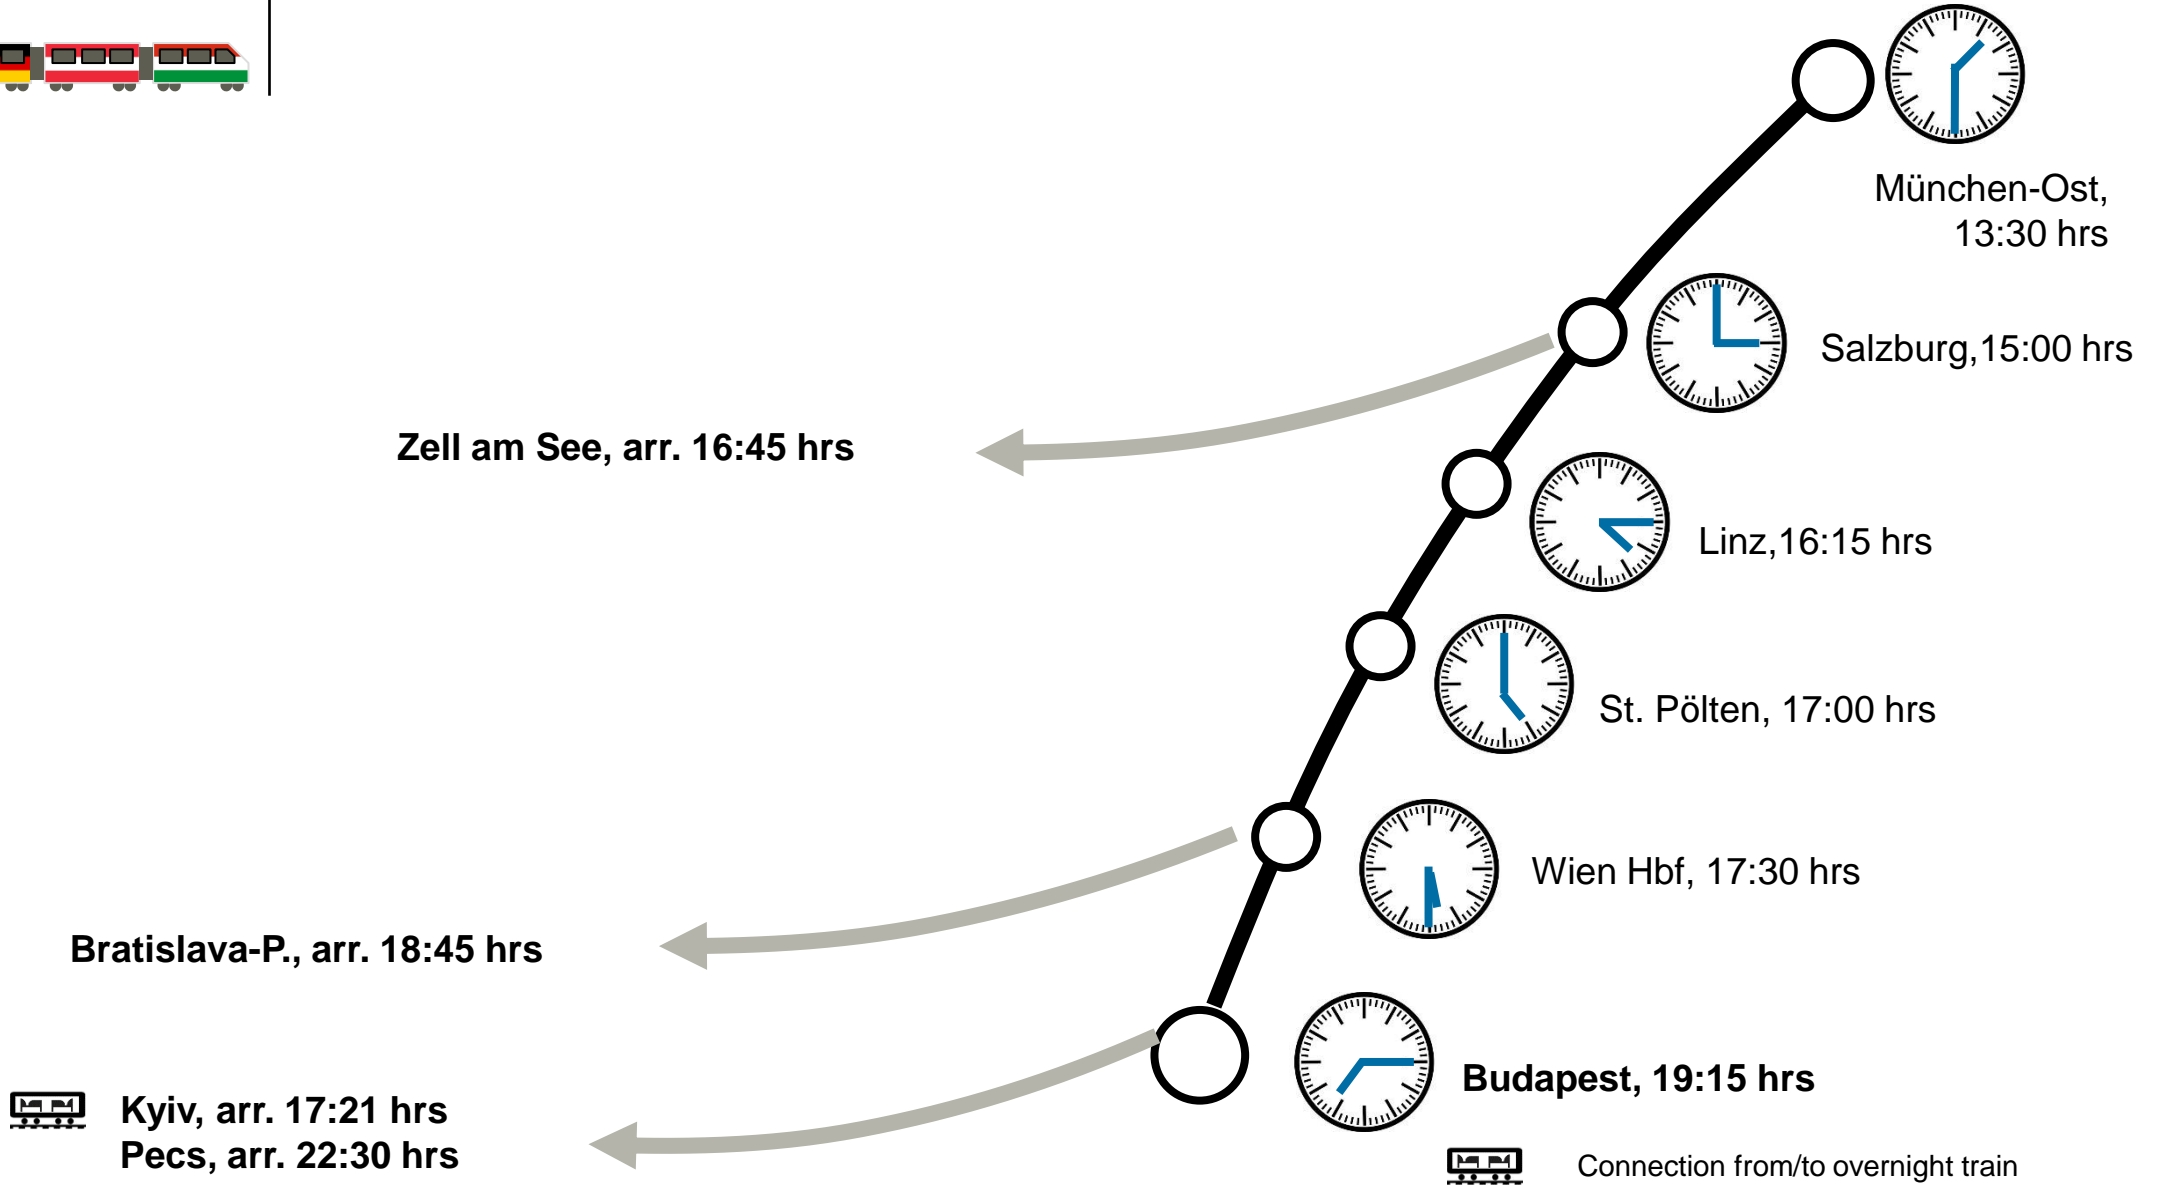 München-Ost,
13:30 hrs
Salzburg,15:00 hrs
Zell am See, arr. 16:45 hrs
Linz,16:15 hrs
St. Pölten, 17:00 hrs
Wien Hbf, 17:30 hrs
Bratislava-P., arr. 18:45 hrs
Budapest, 19:15 hrs
Kyiv, arr. 17:21 hrs
Pecs, arr. 22:30 hrs
Connection from/to overnight train